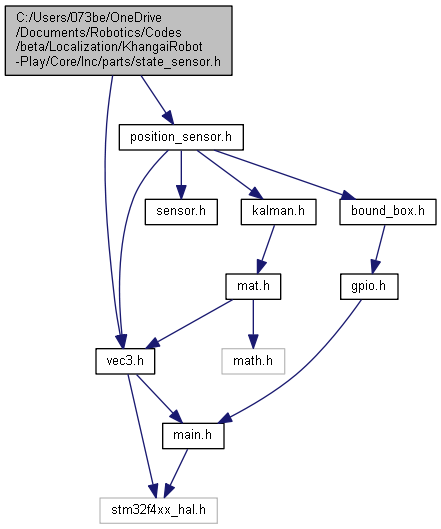 C:/Users/073be/OneDrive
/Documents/Robotics/Codes
/beta/Localization/KhangaiRobot
-Play/Core/Inc/parts/state_sensor.h
position_sensor.h
sensor.h
kalman.h
bound_box.h
mat.h
gpio.h
vec3.h
math.h
main.h
stm32f4xx_hal.h